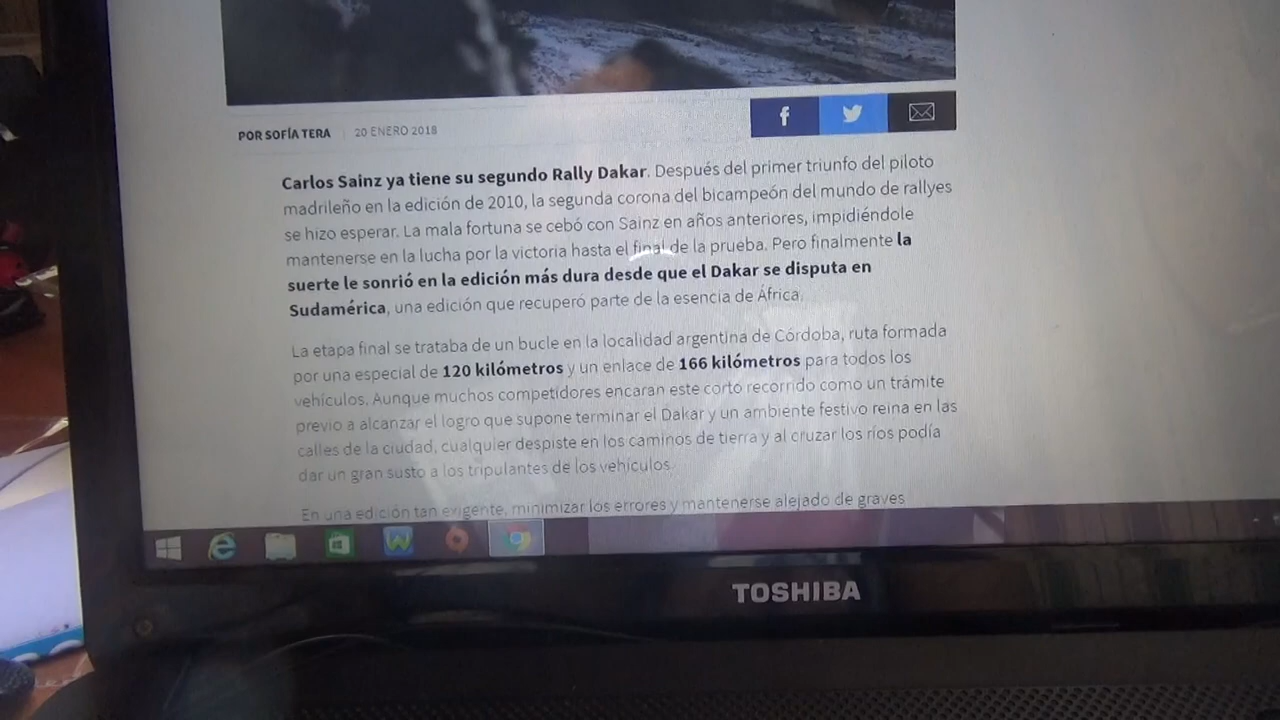 POR SOFÍA TERA | 20 ENERO 2018
Carlos Sainz ya tiene su segundo Rally Dakar. Después del primer triunfo del piloto
madrileño en la edición de 2010, la segunda corona del bicampeón del mundo de rallyes
se hizo esperar. La mala fortuna se cebó con Sainz en años anteriores, impidiéndole
mantenerse en la lucha por la victoria hasta el final de la prueba. Pero finalmente la
suerte le sonrió en la edición más dura desde que el Dakar se disputa en
Sudamérica, una edición que recuperó parte de la esencia de África.
La etapa final se trataba de un bucle en la localidad argentina de Córdoba, ruta formada
por una especial de 120 kilómetros y un enlace de 166 kilómetros para todos los
vehículos. Aunque muchos competidores encaran este corto recorrido como un trámite
previo a alcanzar el logro que supone terminar el Dakar y un ambiente festivo reina en las
calles de la ciudad, cualquier despiste en los caminos de tierra y al cruzar los ríos podía
dar un gran susto a los tripulantes de los vehículos.
En una edición tan exigente, minimizar los errores y mantenerse alejado de graves
TOSHIBA